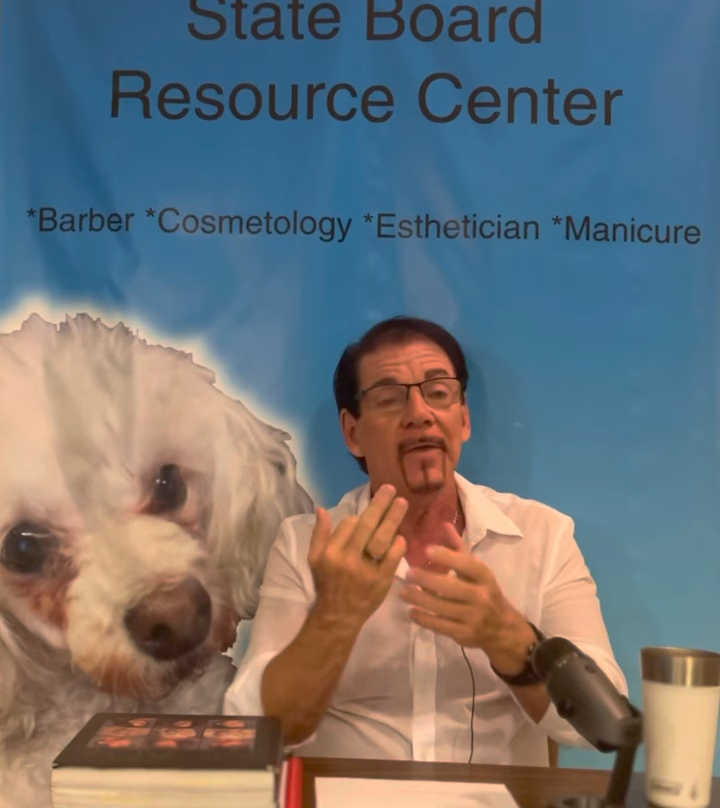 State Board
Resource Center
*Barber *Cosmetology *Esthetician *Manicure